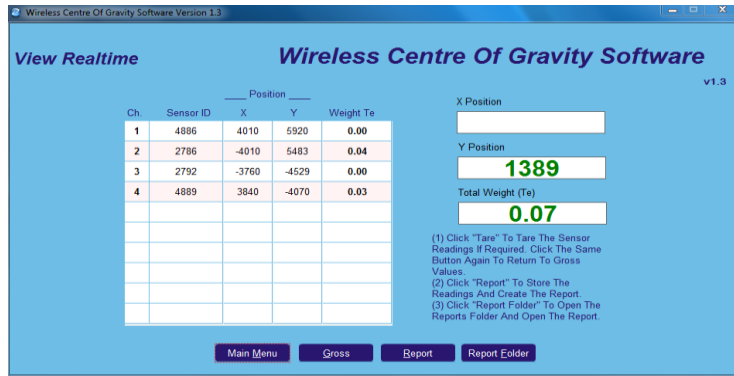 Wireless Centre Of Gravity Software Version 1.3
View Realtime
Wireless Centre Of Gravity Software
v1.3
____ Position ____
Ch. Sensor ID X Y Weight Te
1 4886 4010 5920 0.00
2 2786 -4010 5483 0.04
3 2792 -3760 -4529 0.00
4 4889 3840 -4070 0.03
X Position
Y Position
1389
Total Weight (Te)
0.07
(1) Click "Tare" To Tare The Sensor
Readings If Required. Click The Same
Button Again To Return To Gross
Values.
(2) Click "Report" To Store The
Readings And Create The Report.
(3) Click "Report Folder" To Open The
Reports Folder And Open The Report.
Main Menu Gross Report Report Folder